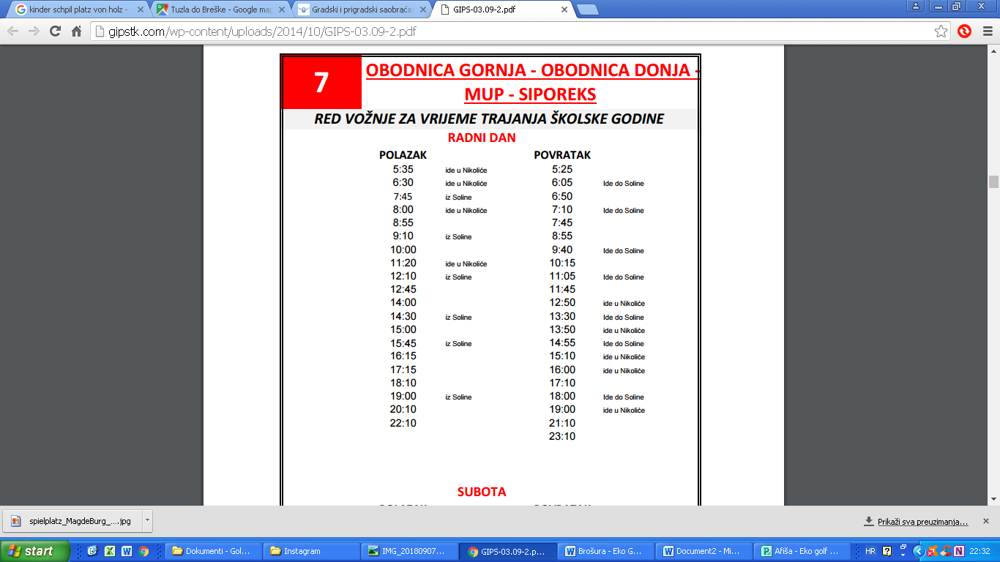 kinder schpil platz von holz -
Tuzla do Breške - Google ma
Gradski i prigradski saobraća
GIPS-03.09-2.pdf
gipstk.com/wp-content/uploads/2014/10/GIPS-03.09-2.pdf
7
OBODNICA GORNJA - OBODNICA DONJA -
MUP - SIPOREKS
RED VOŽNJE ZA VRIJEME TRAJANJA ŠKOLSKE GODINE
RADNI DAN
POLAZAK POVRATAK
5:35 ide u Nikoliće 5:25
6:30 ide u Nikoliće 6:05 Ide do Soline
7:45 iz Soline 6:50
8:00 ide u Nikoliće 7:10 Ide do Soline
8:55 7:45
9:10 iz Soline 8:55
10:00 9:40 Ide do Soline
11:20 ide u Nikoliće 10:15
12:10 iz Soline 11:05 Ide do Soline
12:45 11:45
14:00 12:50 ide u Nikoliće
14:30 iz Soline 13:30 Ide do Soline
15:00 13:50 ide u Nikoliće
15:45 iz Soline 14:55 Ide do Soline
16:15 15:10 ide u Nikoliće
17:15 16:00 ide u Nikoliće
18:10 17:10
19:00 iz Soline 18:00 Ide do Soline
20:10 19:00 ide u Nikoliće
22:10 21:10
23:10
SUBOTA
spielplatz_MagdeBurg_....jpg
Prikaži sva preuzimanja...
start
Dokumenti - Gol...
Instagram
IMG_20180907...
GIPS-03.09-2.p...
Brošura - Eko G...
Document2 - Mi...
Afiša - Eko golf ...
HR
22:32